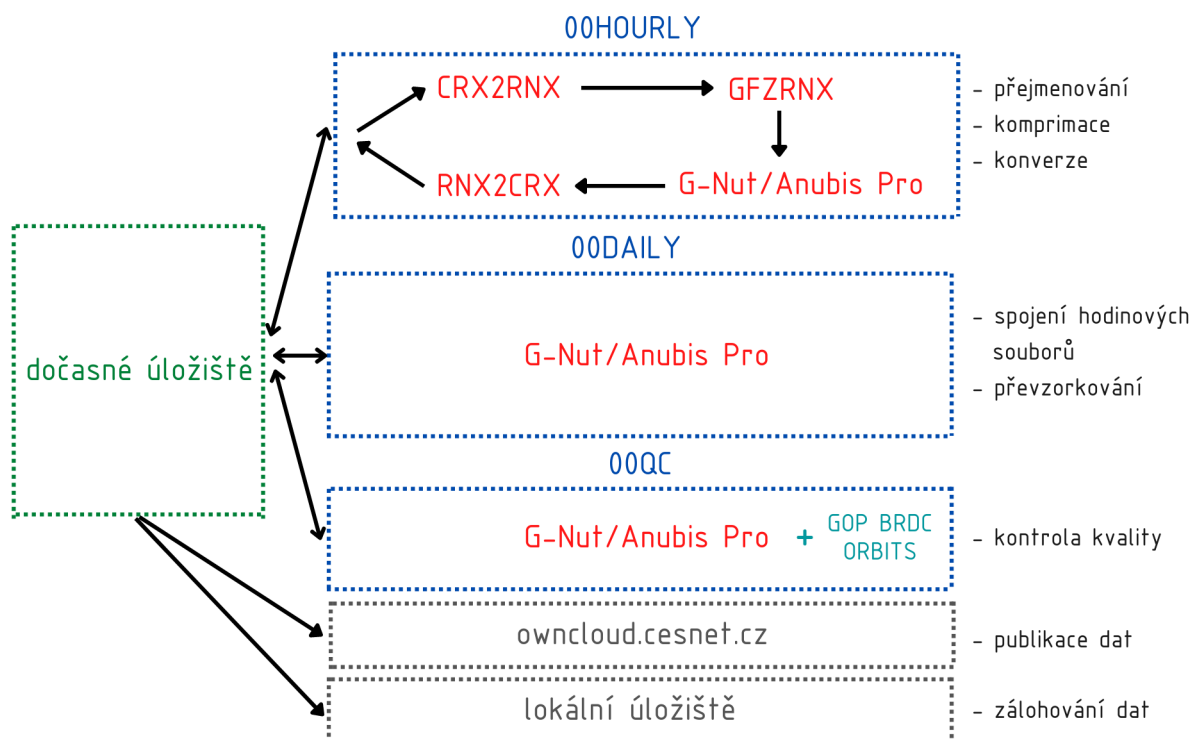 00HOURLY
CRX2RNX
GFZRNX
RNX2CRX
G-Nut/Anubis Pro
- přejmenování
- komprimace
- konverze
dočasné úložiště
00DAILY
G-Nut/Anubis Pro
- spojení hodinových
souborů
- převzorkování
00QC
G-Nut/Anubis Pro + GOP BRDC
ORBITS
- kontrola kvality
owncloud.cesnet.cz
- publikace dat
lokální úložiště
- zálohování dat